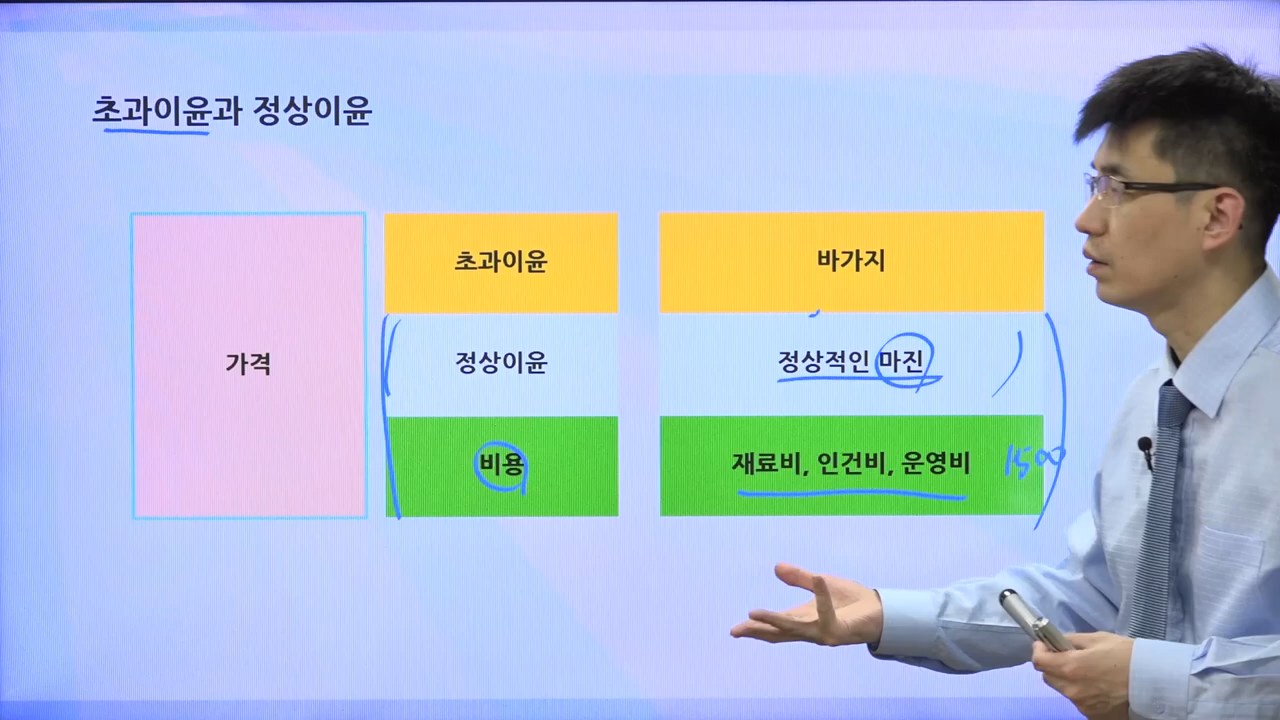 초과이윤과 정상이윤
가격
초과이윤
바가지
정상이윤
정상적인 마진
비용
재료비, 인건비, 운영비
1500